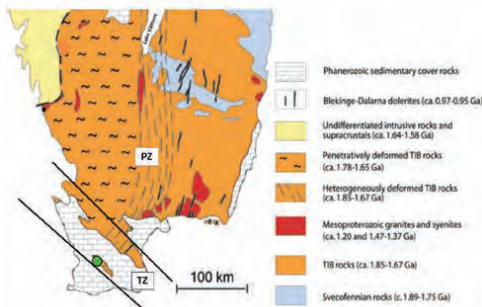 Lake Vättern
PZ
TZ
100 km
Phanerozoic sedimentary cover rocks
Blekinge-Dalarna dolerites (ca. 0.97-0.95 Ga)
Undifferentiated intrusive rocks and
supracrustals (ca. 1.64-1.58 Ga)
Penetratively deformed TIB rocks
(ca. 1.78-1.65 Ga)
Heterogeneously deformed TIB rocks
(ca. 1.85-1.67 Ga)
Mesoproterozoic granites and syenites
(ca. 1.20 and 1.47-1.37 Ga)
TIB rocks (ca. 1.85-1.67 Ga)
Svecofennian rocks (c. 1.89-1.75 Ga)